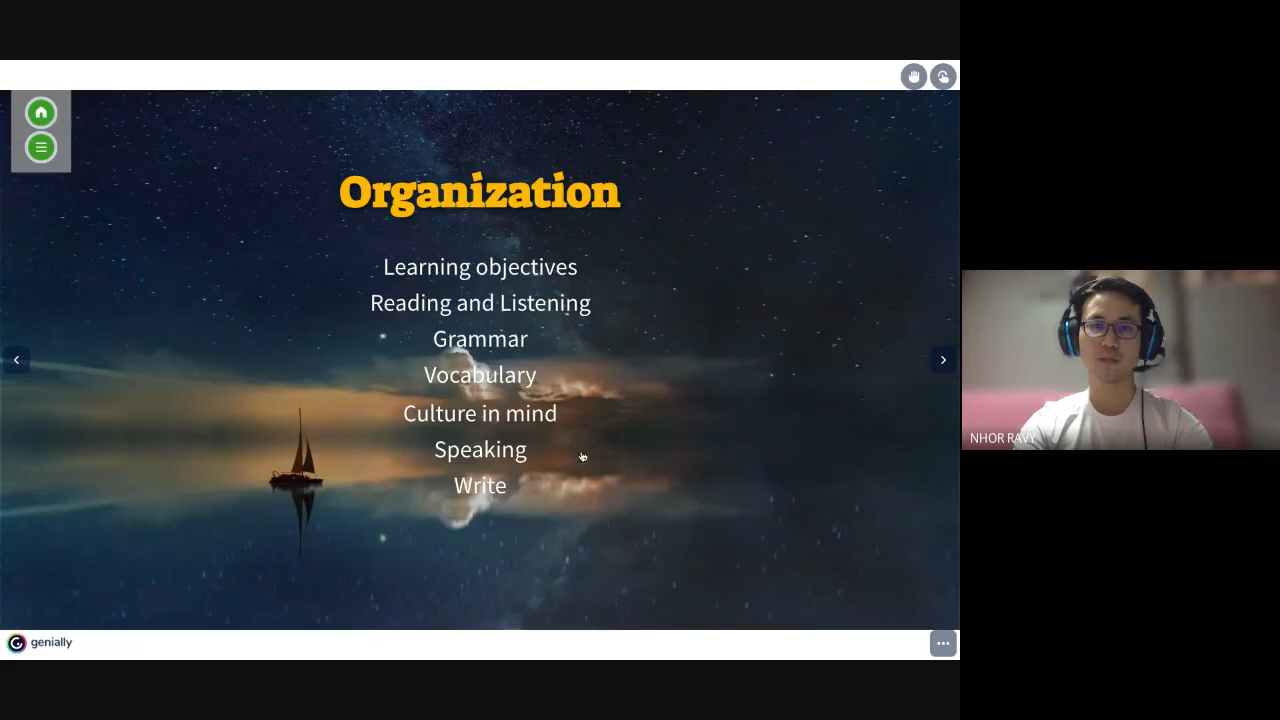 Organization
Learning objectives
Reading and Listening
Grammar
Vocabulary
Culture in mind
Speaking
Write
NHOR RAVY
genially